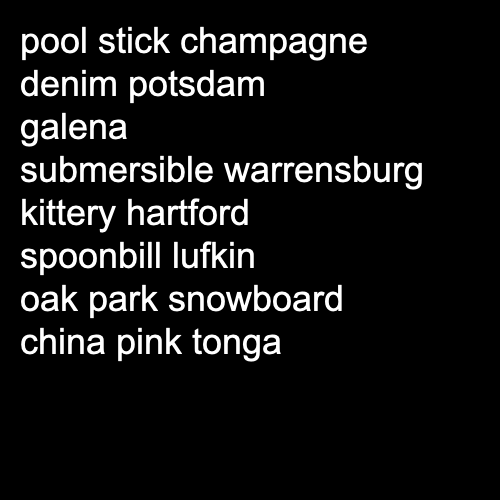 pool stick champagne
denim potsdam
galena
submersible warrensburg
kittery hartford
spoonbill lufkin
oak park snowboard
china pink tonga